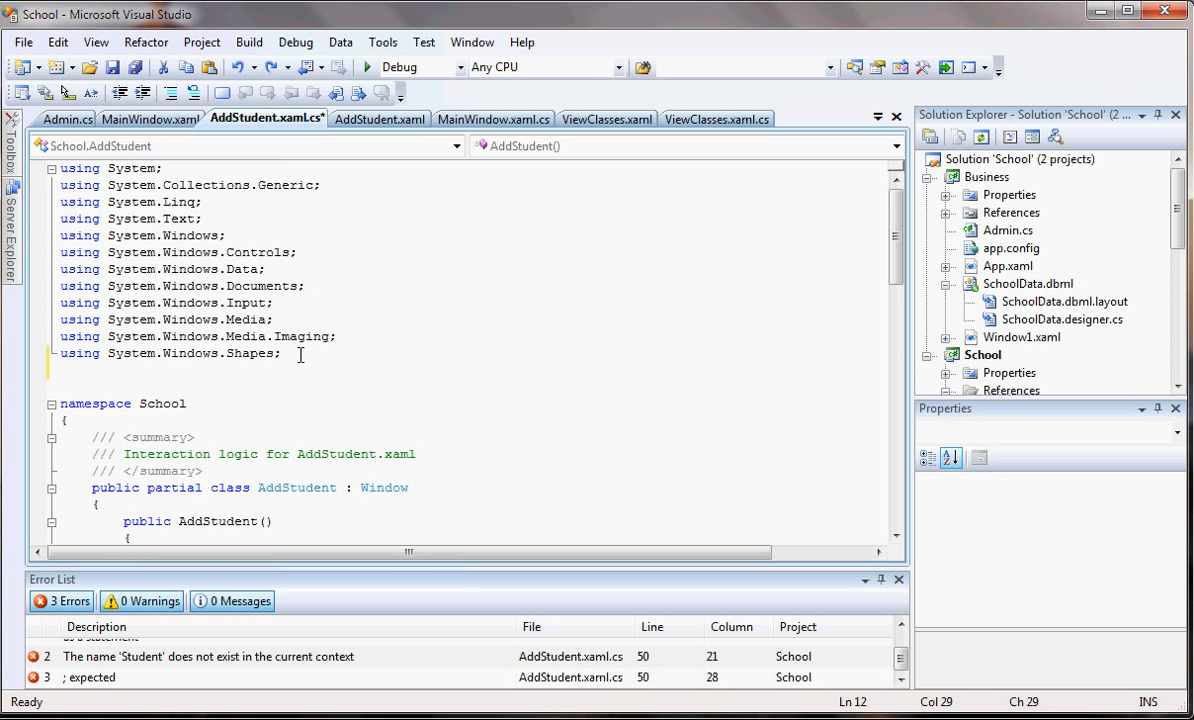 School - Microsoft Visual Studio
File Edit View Refactor Project Build Debug Data Tools Test Window Help
Debug Any CPU
Admin.cs MainWindow.xaml AddStudent.xaml.cs* AddStudent.xaml MainWindow.xaml.cs ViewClasses.xaml ViewClasses.xaml.cs
School.AddStudent AddStudent()
Toolbox
Server Explorer
using System;
using System.Collections.Generic;
using System.Linq;
using System.Text;
using System.Windows;
using System.Windows.Controls;
using System.Windows.Data;
using System.Windows.Documents;
using System.Windows.Input;
using System.Windows.Media;
using System.Windows.Media.Imaging;
using System.Windows.Shapes;
namespace School
{
/// <summary>
/// Interaction logic for AddStudent.xaml
/// </summary>
public partial class AddStudent : Window
{
public AddStudent()
{
Solution Explorer - Solution 'School' (2 ...
Solution 'School' (2 projects)
Business
Properties
References
Admin.cs
app.config
App.xaml
SchoolData.dbml
SchoolData.dbml.layout
SchoolData.designer.cs
Window1.xaml
School
Properties
References
Properties
Error List
3 Errors 0 Warnings 0 Messages
Description File Line Column Project
as a statement
2 The name 'Student' does not exist in the current context AddStudent.xaml.cs 50 21 School
3 ; expected AddStudent.xaml.cs 50 28 School
Ready Ln 12 Col 29 Ch 29 INS